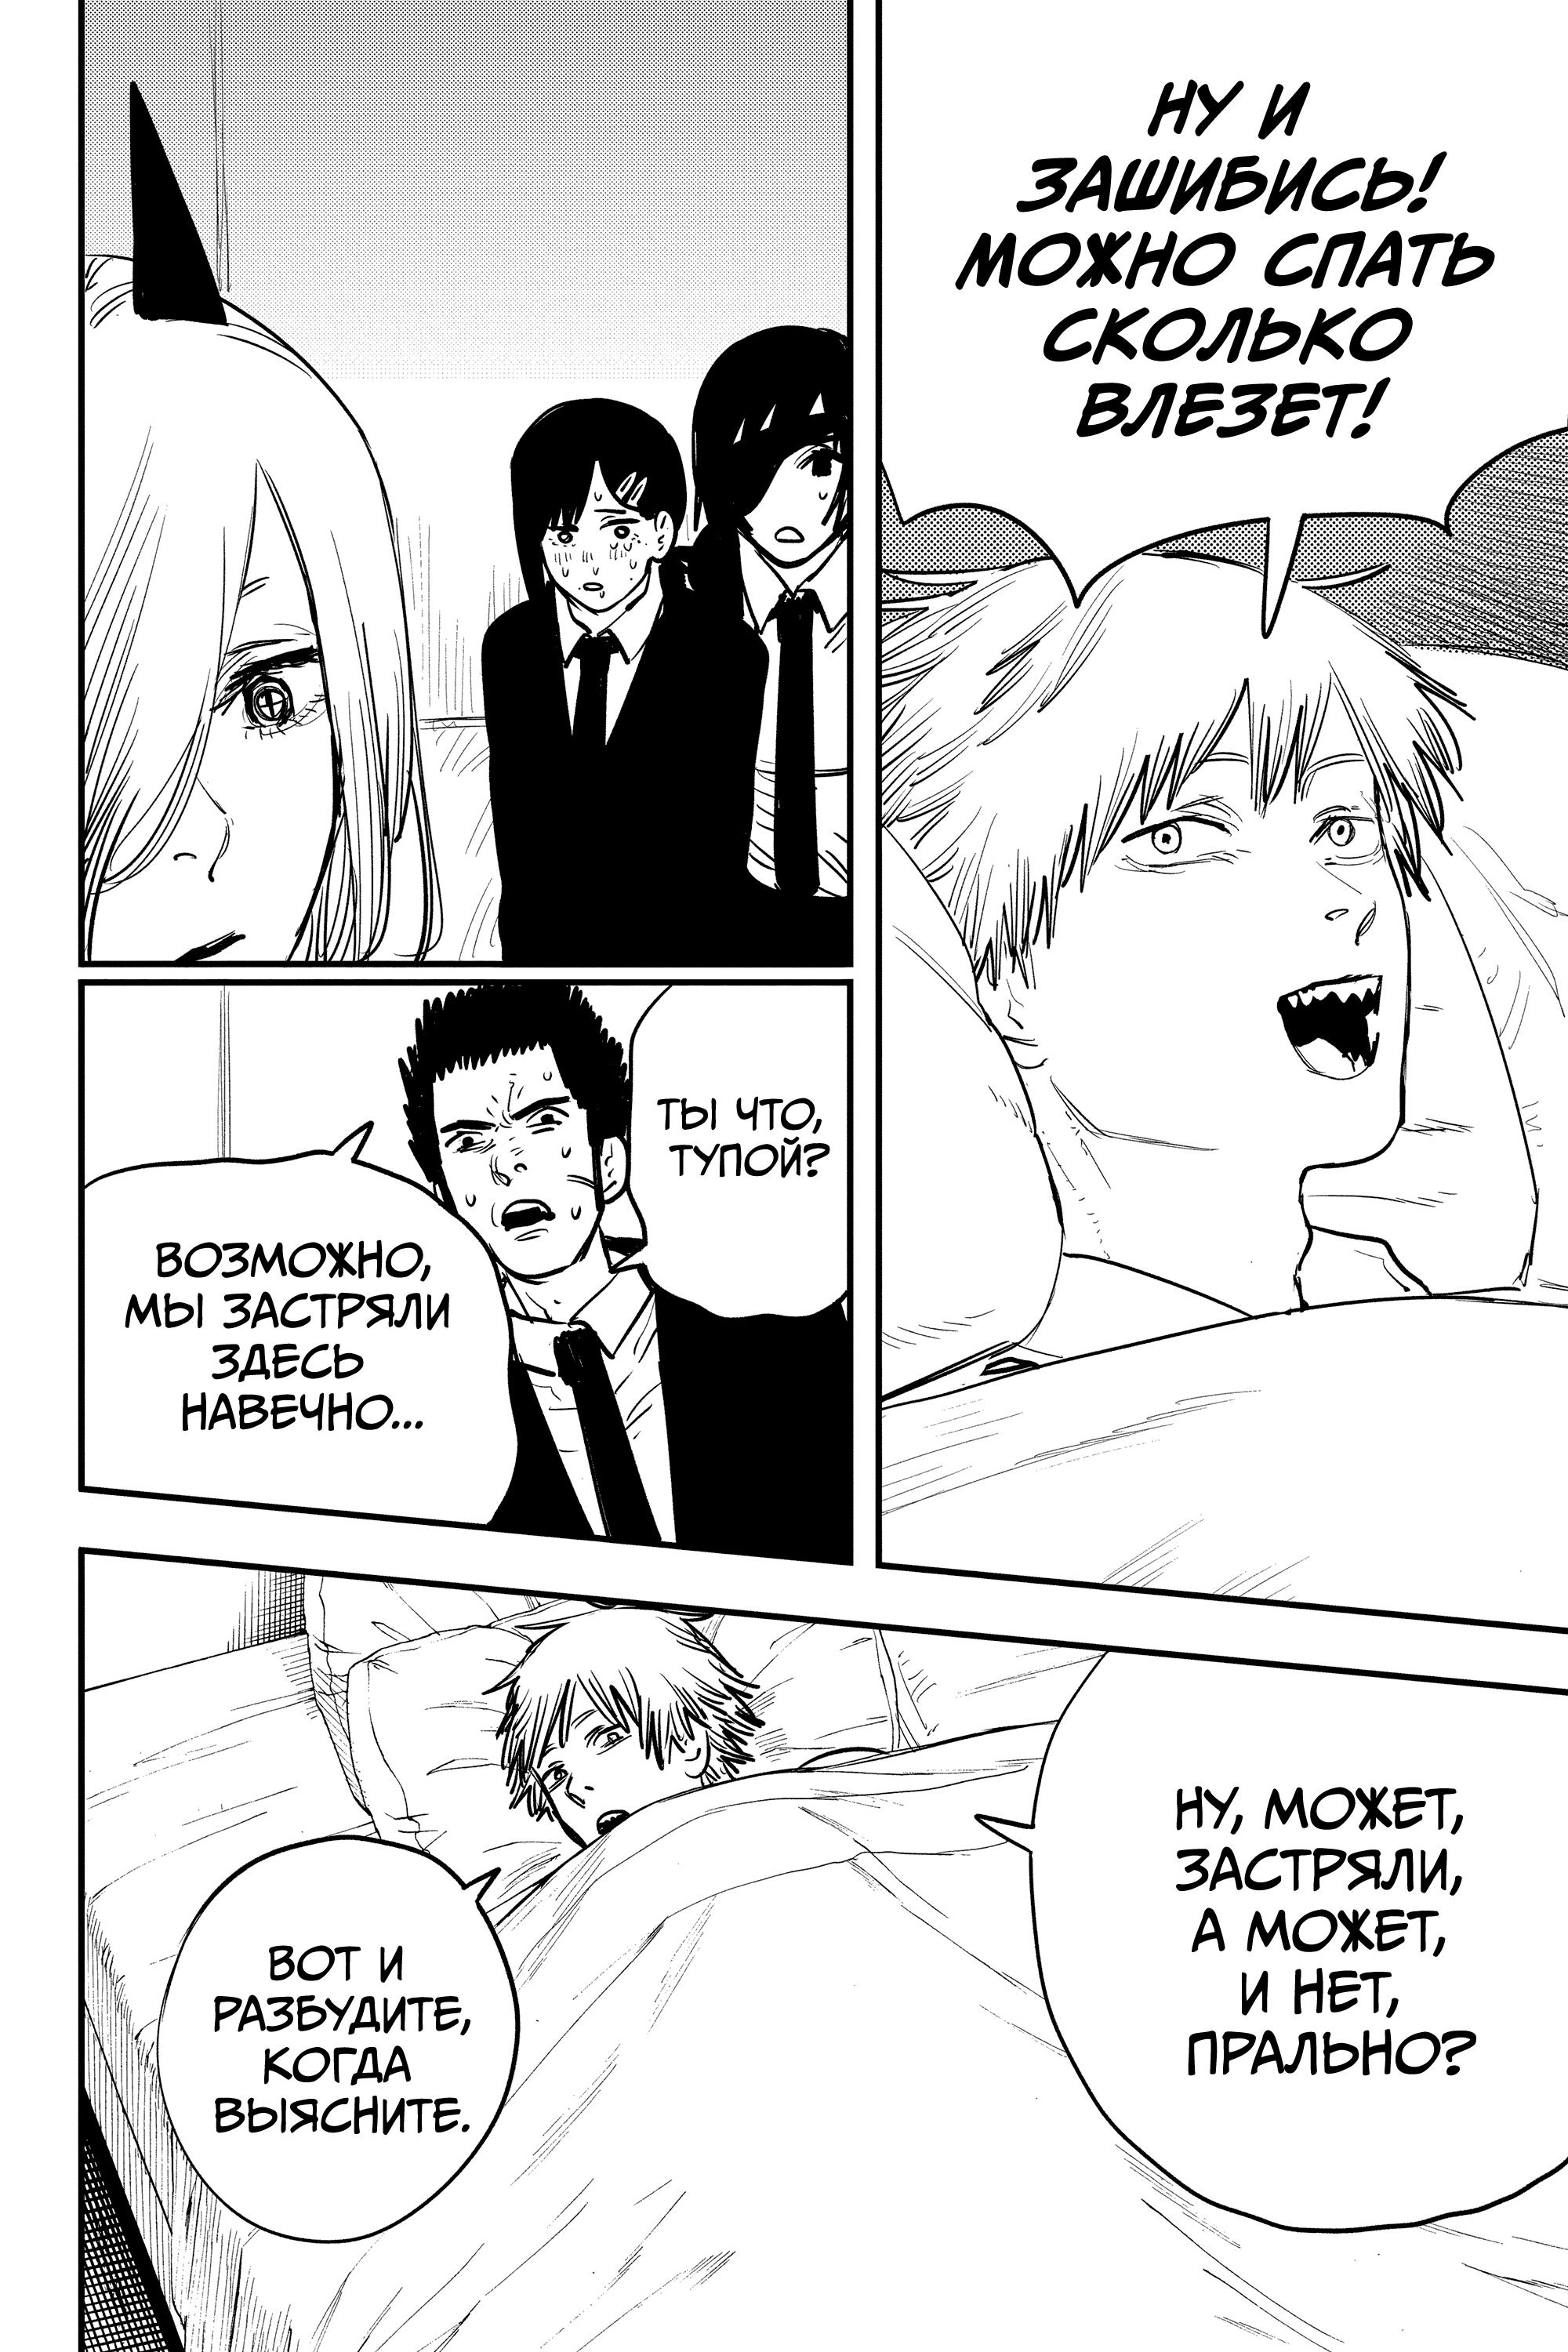 НУ И
ЗАШИБИСЬ!
МОЖНО СПАТЬ
СКОЛЬКО
ВЛЕЗЕТ!
ТЫ ЧТО,
ТУПОЙ?
ВОЗМОЖНО,
МЫ ЗАСТРЯЛИ
ЗДЕСЬ
НАВЕЧНО...
НУ, МОЖЕТ,
ЗАСТРЯЛИ,
А МОЖЕТ,
И НЕТ,
ПРАЛЬНО?
ВОТ И
РАЗБУДИТЕ,
КОГДА
ВЫЯСНИТЕ.